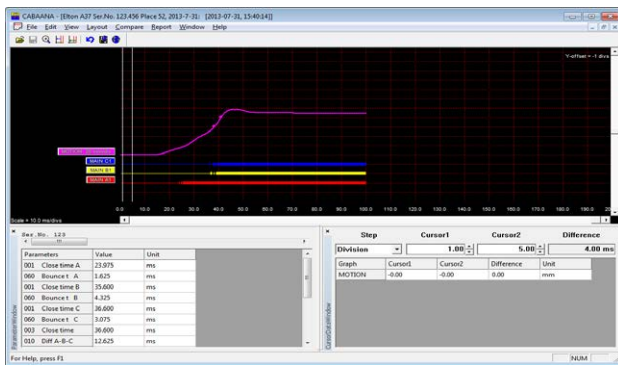 CABAANA - [Elton A37 Ser.No. 123.456 Place 52, 2013-7-31: [2013-07-31, 15:40:14]]
File Edit View Layout Compare Report Window Help
Y-offset = -1 divs
MAIN C1
MAIN B1
MAIN A1
0.0 10.0 20.0 30.0 40.0 50.0 60.0 70.0 80.0 90.0 100.0 110.0 120.0 130.0 140.0 150.0 160.0 170.0 180.0 190.0
Scale = 10.0 ms/divs
Ser.No. 123
Parameters Value Unit
001 Close time A 23.975 ms
060 Bounce t A 1.625 ms
001 Close time B 35.600 ms
060 Bounce t B 4.325 ms
001 Close time C 36.600 ms
060 Bounce t C 3.075 ms
003 Close time 36.600 ms
010 Diff A-B-C 12.625 ms
ParameterWindow
Step Cursor1 Cursor2 Difference
Division 1.00 5.00 4.00 ms
Graph Cursor1 Cursor2 Difference Unit
MOTION -0.00 -0.00 0.00 mm
CursorDataWindow
For Help, press F1
NUM